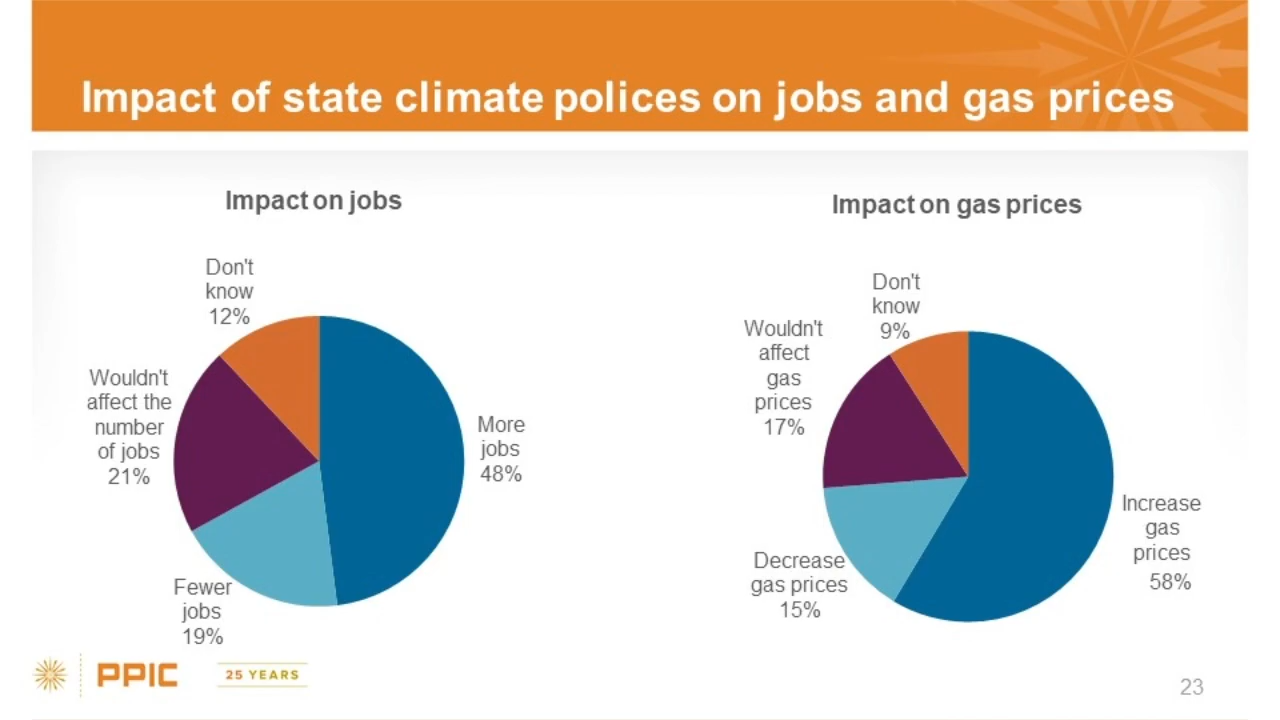 Impact of state climate polices on jobs and gas prices
Impact on jobs
Don't
know
12%
Wouldn't
affect the
number
of jobs
21%
More
jobs
48%
Fewer
jobs
19%
Impact on gas prices
Don't
know
9%
Wouldn't
affect
gas
prices
17%
Increase
gas
prices
58%
Decrease
gas prices
15%
PPIC
25 YEARS
23